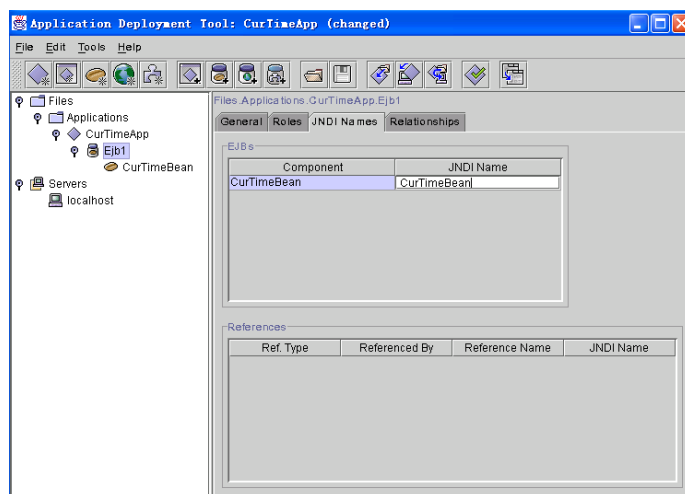 Application Deployment Tool: CurTimeApp (changed)
File Edit Tools Help
Files
Applications
CurTimeApp
Ejb1
CurTimeBean
Servers
localhost
Files.Applications.CurTimeApp.Ejb1
General Roles JNDI Names Relationships
EJBs
Component JNDI Name
CurTimeBean CurTimeBean
References
Ref. Type Referenced By Reference Name JNDI Name